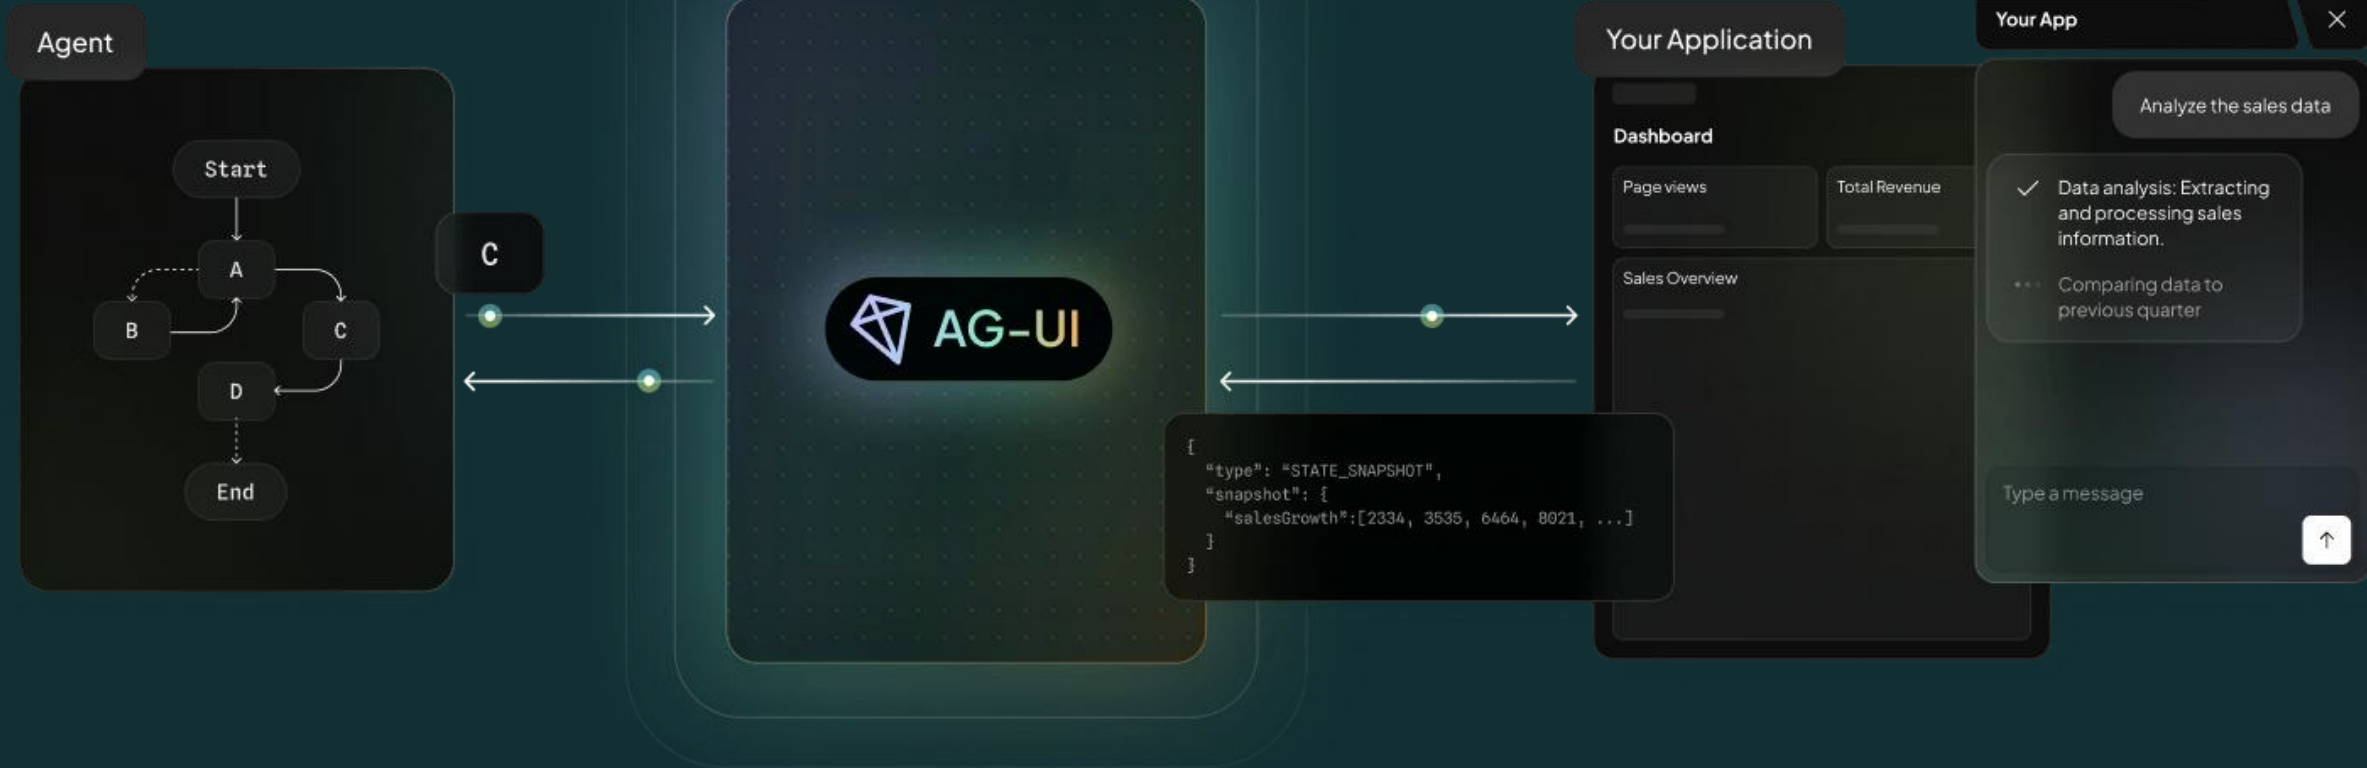 Agent
Start
A
B
C
D
End
C
AG-UI
{
"type": "STATE_SNAPSHOT",
"snapshot": {
"salesGrowth":[2334, 3535, 6464, 8021, ...]
}
}
Your Application
Dashboard
Page views
Total Revenue
Sales Overview
Your App
Analyze the sales data
Data analysis: Extracting
and processing sales
information.
Comparing data to
previous quarter
Type a message